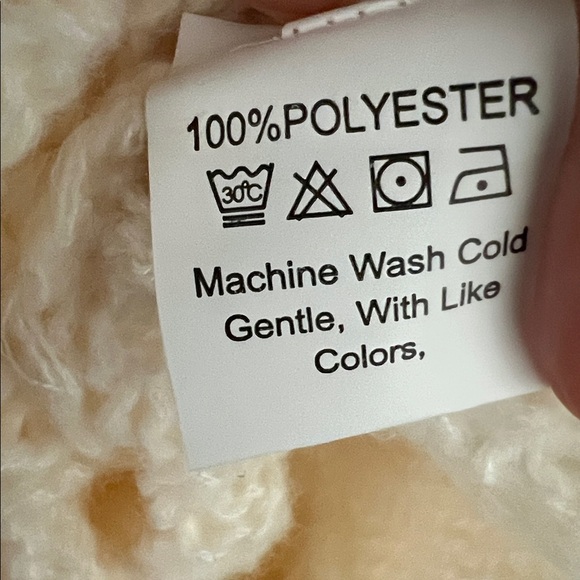 100%POLYESTER
30°C
Machine Wash Cold
Gentle, With Like
Colors,